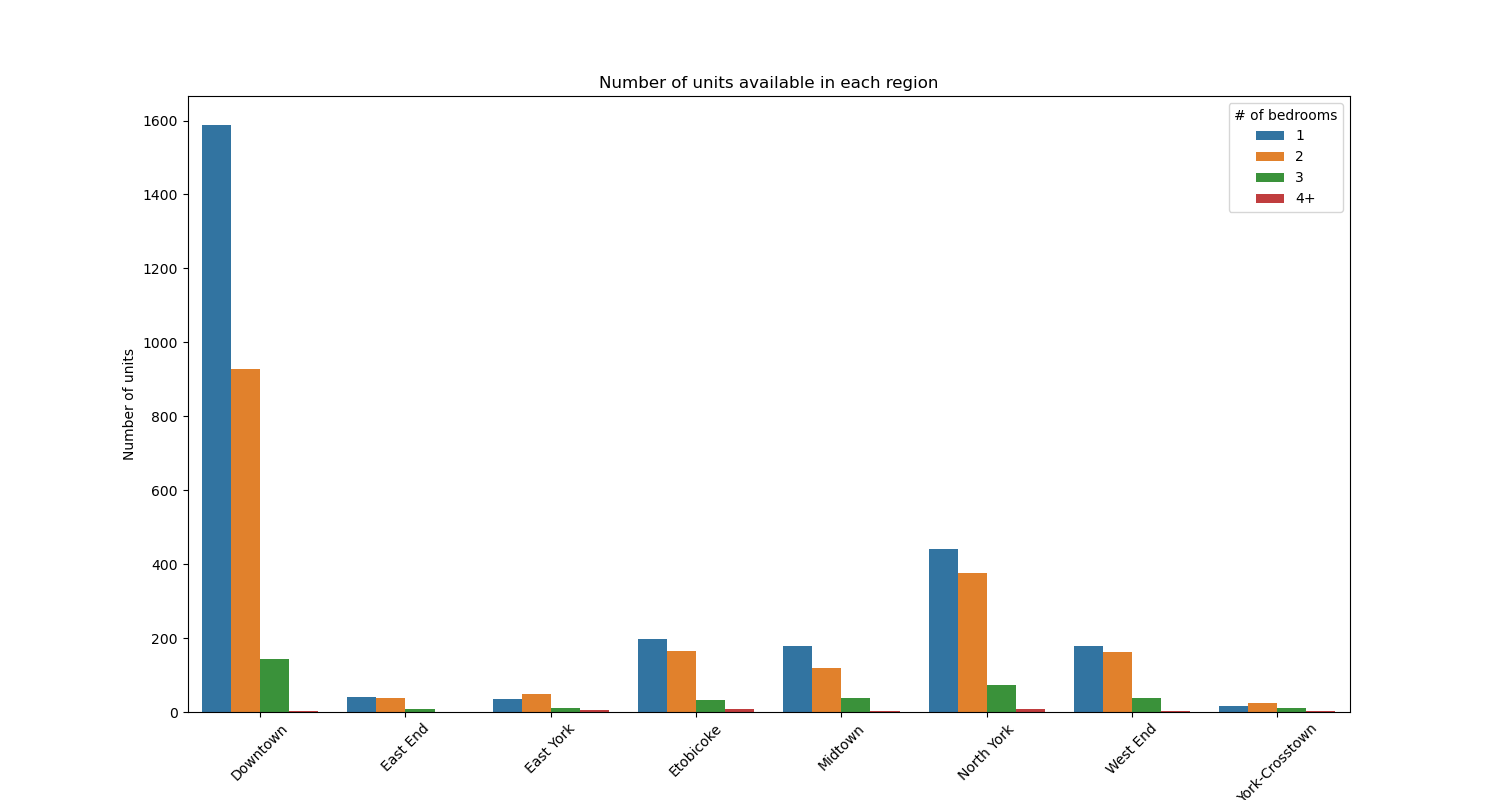 Number of units available in each region
# of bedrooms
1
2
3
4+
Number of units
1600
1400
1200
1000
800
600
400
200
0
Downtown
East End
East York
Etobicoke
Midtown
North York
West End
York-Crosstown